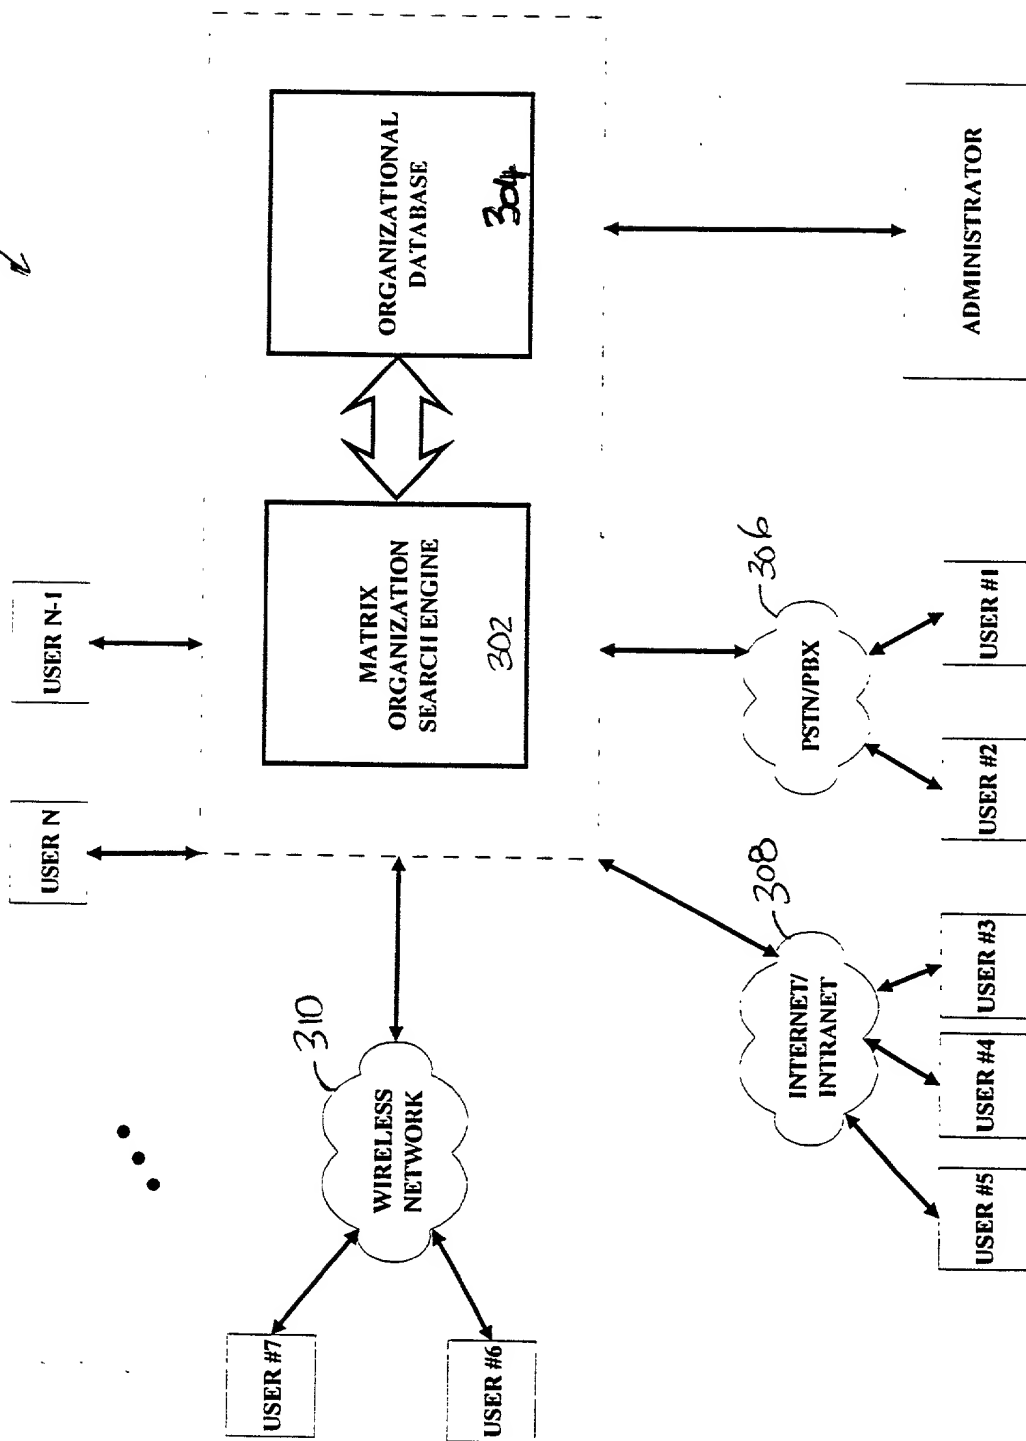 USER #7
USER #6
WIRELESS
NETWORK
310
USER N
USER N-1
MATRIX
ORGANIZATION
SEARCH ENGINE
302
ORGANIZATIONAL
DATABASE
304
INTERNET/
INTRANET
308
PSTN/PBX
306
USER #5
USER #4
USER #3
USER #2
USER #1
ADMINISTRATOR